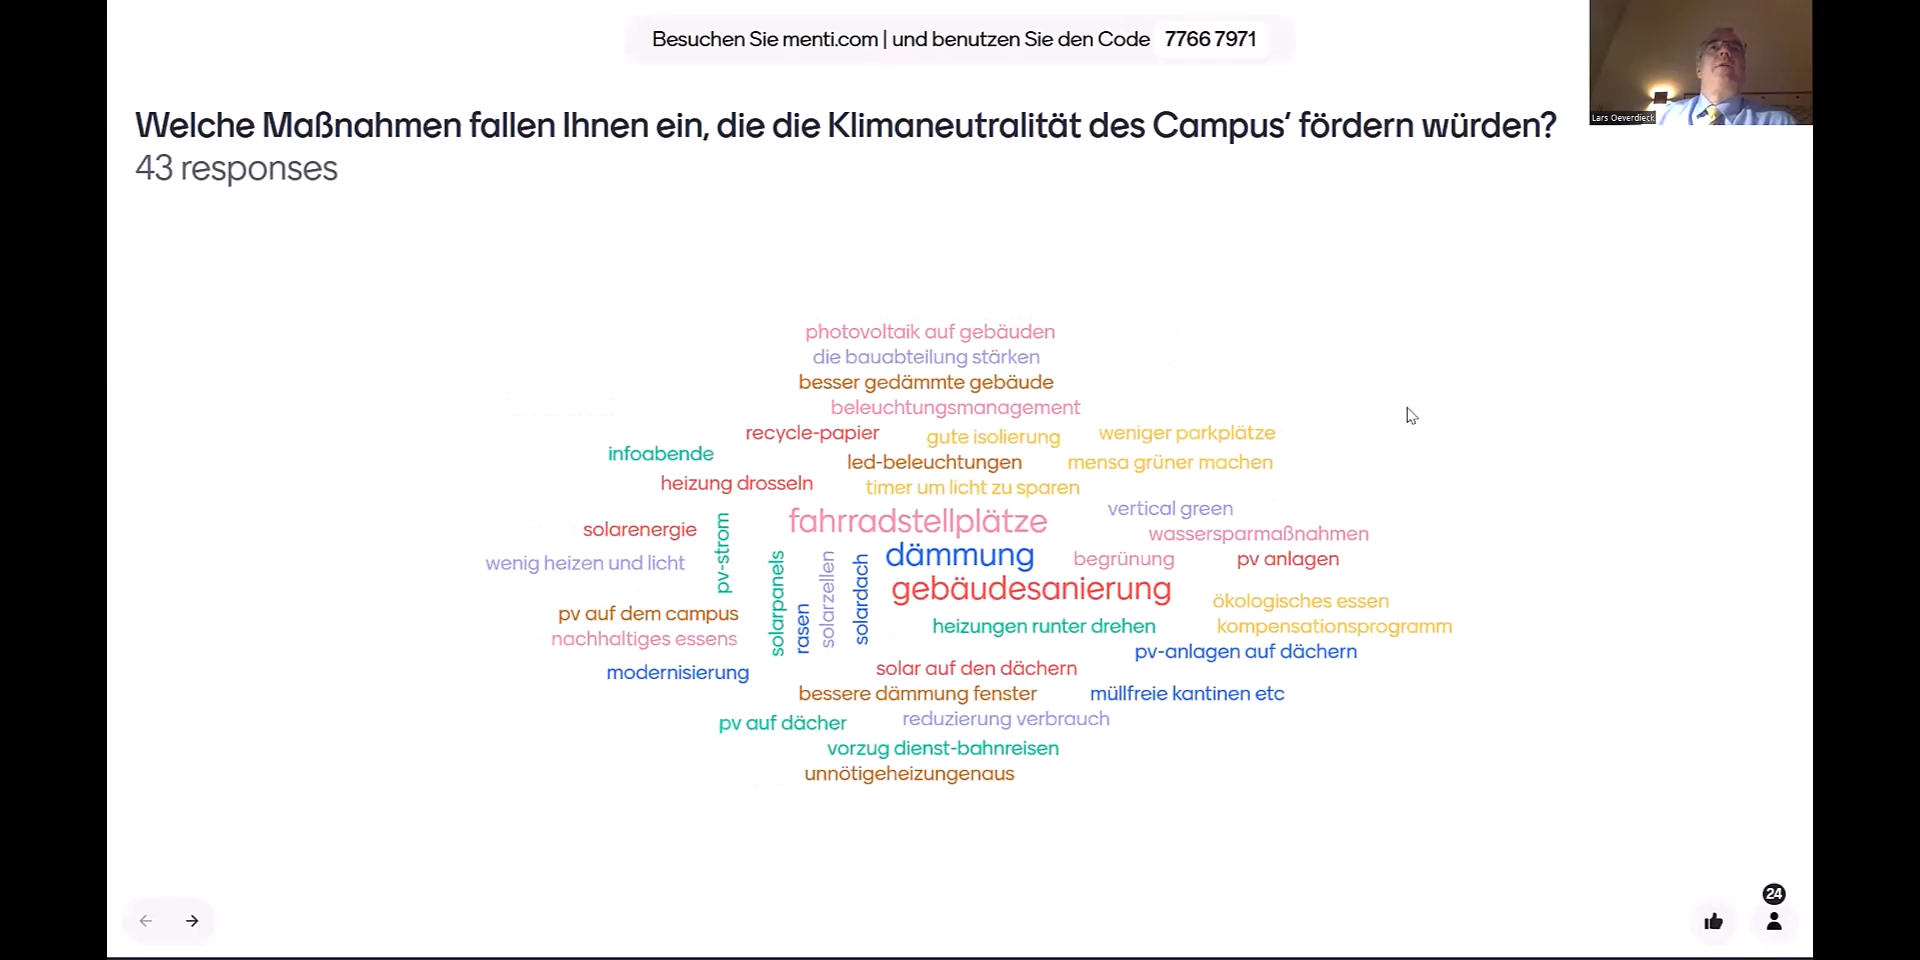 Besuchen Sie menti.com | und benutzen Sie den Code 7766 7971
Lars Oeverdieck
Welche Maßnahmen fallen Ihnen ein, die die Klimaneutralität des Campus‘ fördern würden?
43 responses
photovoltaik auf gebäuden
die bauabteilung stärken
besser gedämmte gebäude
beleuchtungsmanagement
recycle-papier
gute isolierung
weniger parkplätze
infoabende
led-beleuchtungen
mensa grüner machen
heizung drosseln
timer um licht zu sparen
fahrradstellplätze
vertical green
solarenergie
pv-strom
wassersparmaßnahmen
wenig heizen und licht
solarpanels
rasen
solarzellen
solardach
dämmung
begrünung
pv anlagen
gebäudesanierung
ökologisches essen
pv auf dem campus
heizungen runter drehen
kompensationsprogramm
nachhaltiges essens
pv-anlagen auf dächern
modernisierung
solar auf den dächern
bessere dämmung fenster
müllfreie kantinen etc
pv auf dächer
reduzierung verbrauch
vorzug dienst-bahnreisen
unnötigeheizungenaus
24